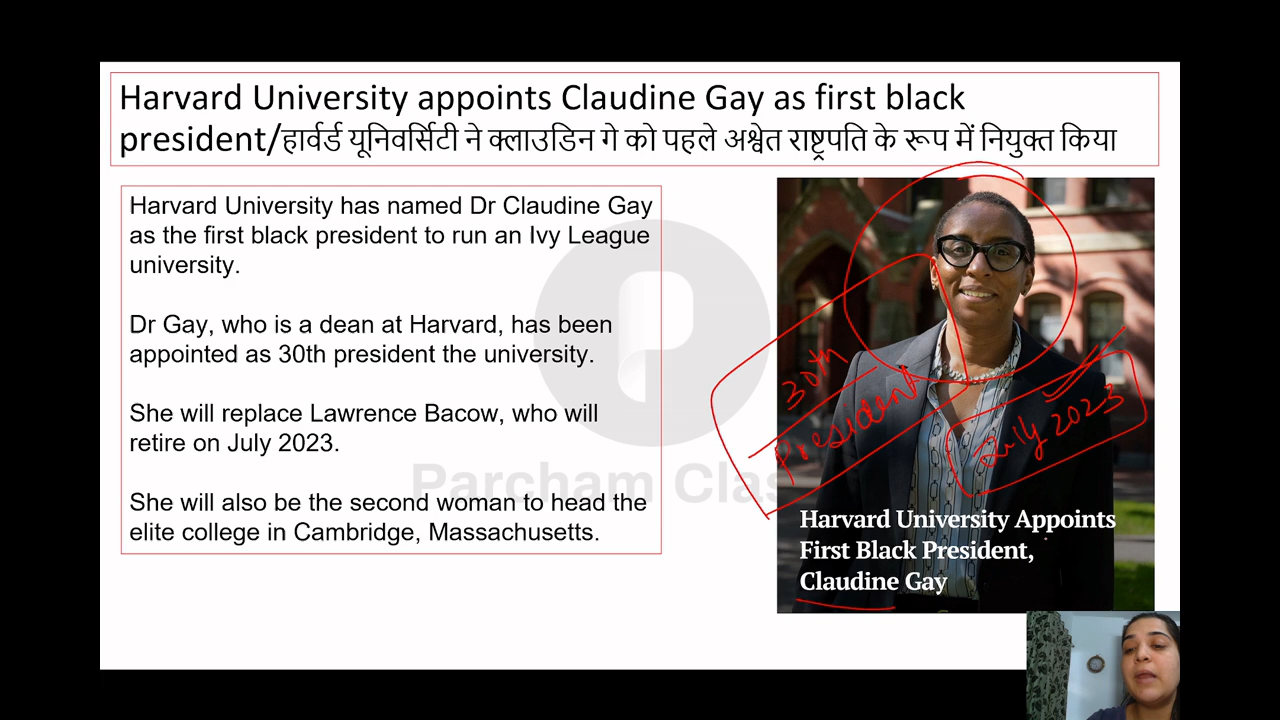 Harvard University appoints Claudine Gay as first black
president/हार्वर्ड यूनिवर्सिटी ने क्लाउडिन गे को पहले अश्वेत राष्ट्रपति के रूप में नियुक्त किया
Harvard University has named Dr Claudine Gay
as the first black president to run an Ivy League
university.
Dr Gay, who is a dean at Harvard, has been
appointed as 30th president the university.
She will replace Lawrence Bacow, who will
retire on July 2023.
She will also be the second woman to head the
elite college in Cambridge, Massachusetts.
Parcham Clas
30th
President
July 2023
Harvard University Appoints
First Black President,
Claudine Gay